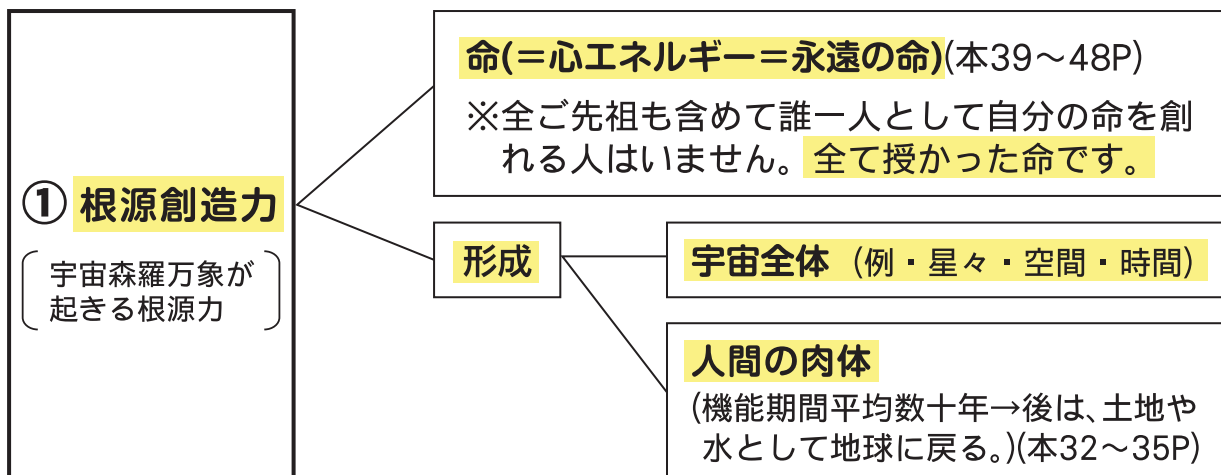 ① 根源創造力
宇宙森羅万象が
起きる根源力
命(=心エネルギー=永遠の命)(本39〜48P)
※全ご先祖も含めて誰一人として自分の命を創
れる人はいません。全て授かった命です。
形成
宇宙全体 (例・星々・空間・時間)
人間の肉体
(機能期間平均数十年→後は、土地や
水として地球に戻る。)(本32〜35P)